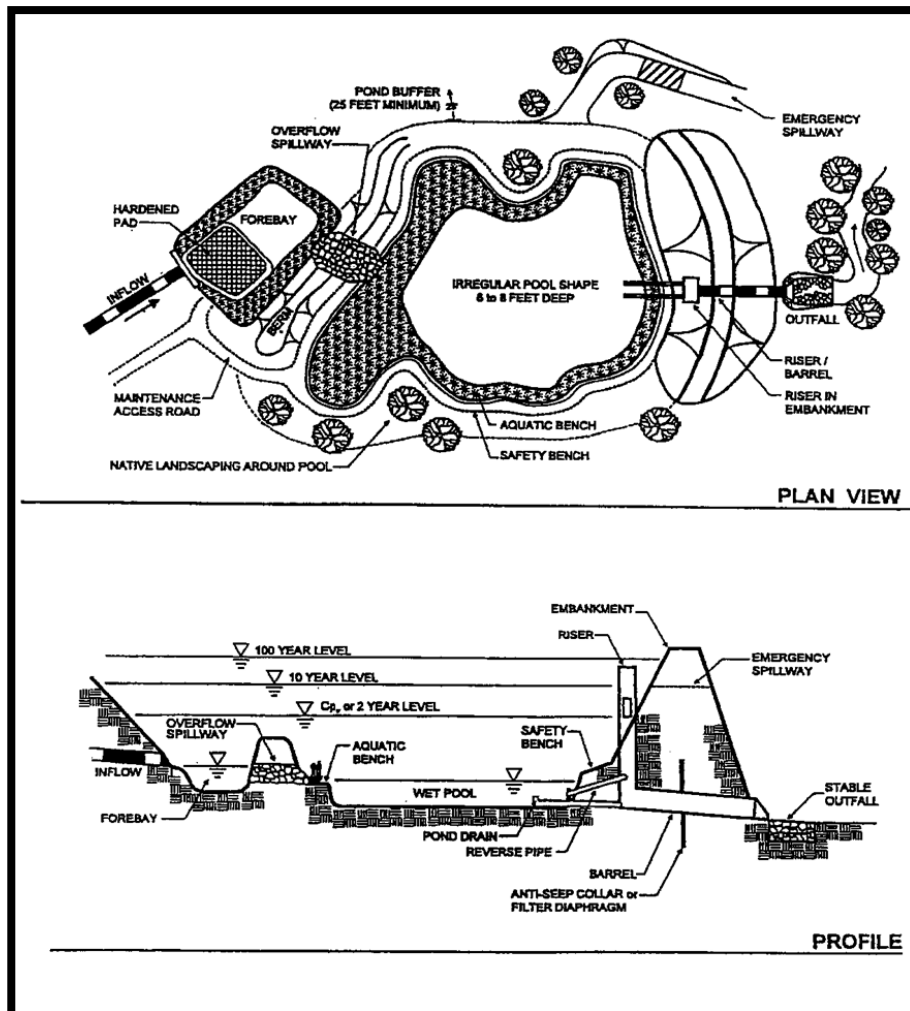 POND BUFFER
(25 FEET MINIMUM)
25'
OVERFLOW
SPILLWAY
EMERGENCY
SPILLWAY
HARDENED
PAD
FOREBAY
INFLOW
BERM
IRREGULAR POOL SHAPE
6 to 8 FEET DEEP
OUTFALL
RISER /
BARREL
RISER IN
EMBANKMENT
MAINTENANCE
ACCESS ROAD
AQUATIC BENCH
SAFETY BENCH
NATIVE LANDSCAPING AROUND POOL
PLAN VIEW
EMBANKMENT
RISER
100 YEAR LEVEL
EMERGENCY
SPILLWAY
10 YEAR LEVEL
Cpv or 2 YEAR LEVEL
OVERFLOW
SPILLWAY
AQUATIC
BENCH
SAFETY
BENCH
INFLOW
FOREBAY
WET POOL
STABLE
OUTFALL
POND DRAIN
REVERSE PIPE
BARREL
ANTI-SEEP COLLAR or
FILTER DIAPHRAGM
PROFILE